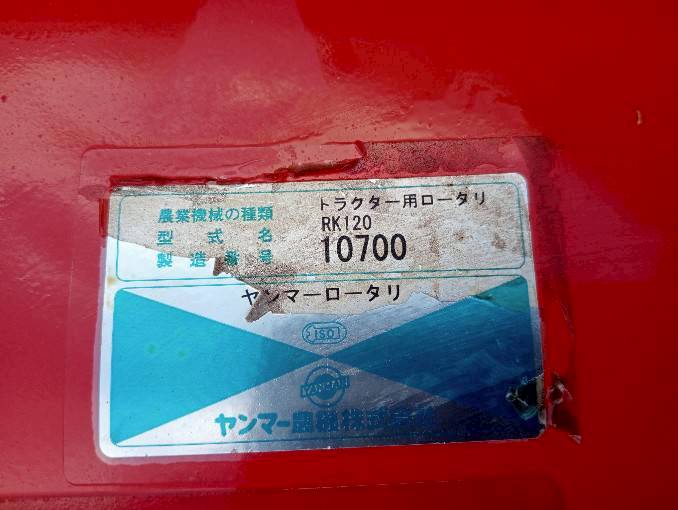 農業機械の種類 トラクター用ロータリ
型式名 RK120
製造番号 10700
ヤンマーロータリ
ISO
YANMAR
ヤンマー農機株式会社